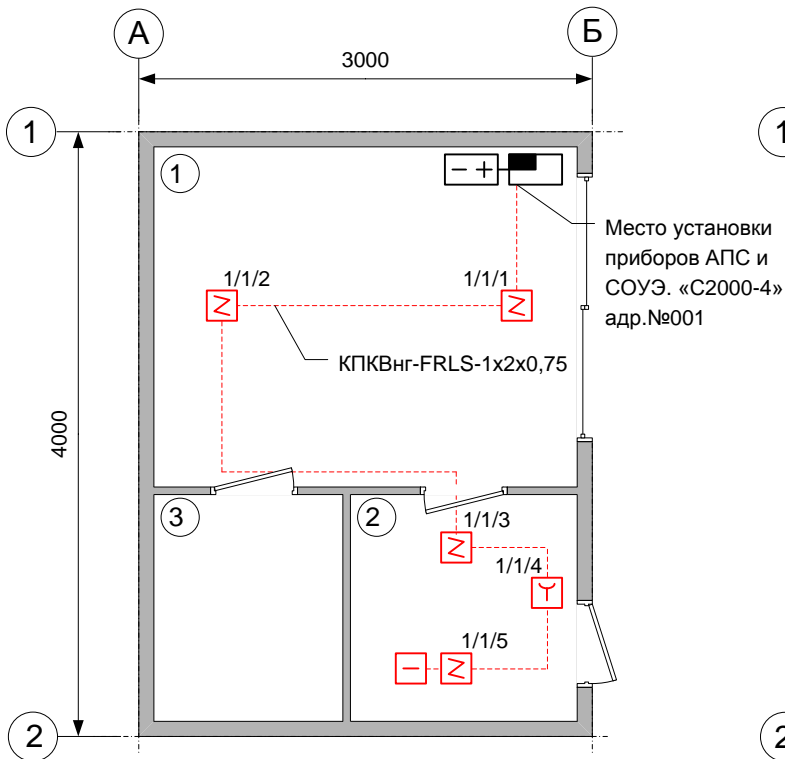 А
Б
3000
1
1
1
Место установки
приборов АПС и
СОУЭ. «С2000-4»
адр.№001
1/1/2
1/1/1
КПКВнг-FRLS-1х2х0,75
4000
3
2
1/1/3
1/1/4
1/1/5
2
2